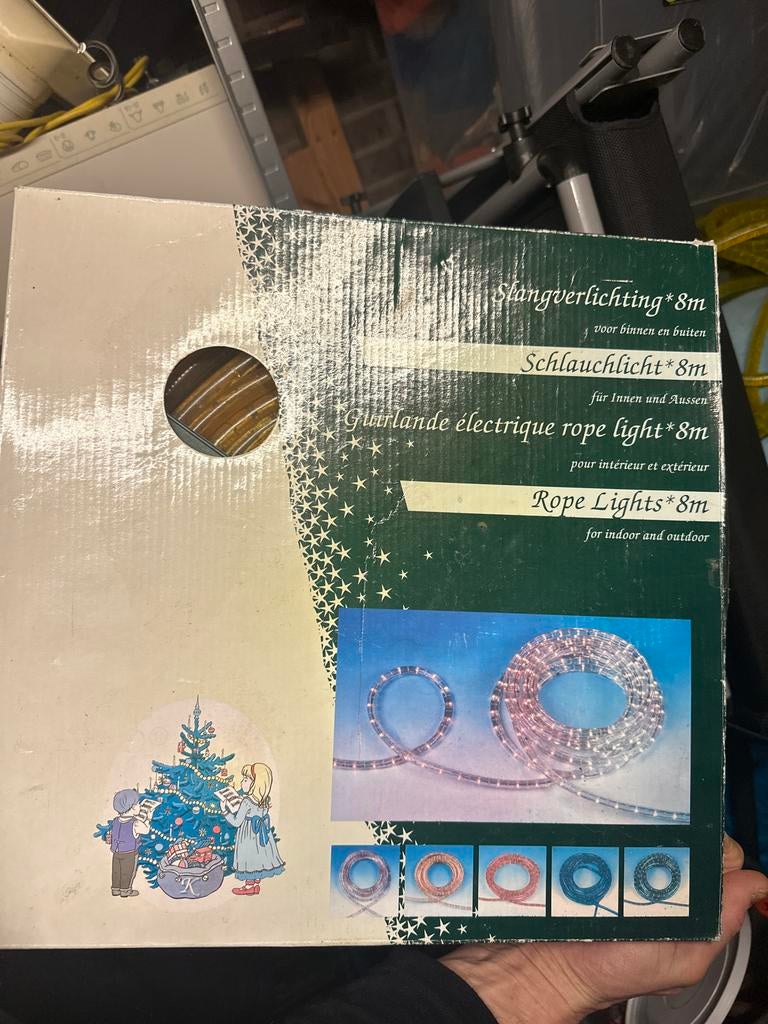 Slangverlichting*8m
voor binnen en buiten
Schlauchlicht*8m
für Innen und Aussen
Guirlande électrique rope light*8m
pour intérieur et extérieur
Rope Lights*8m
for indoor and outdoor
K